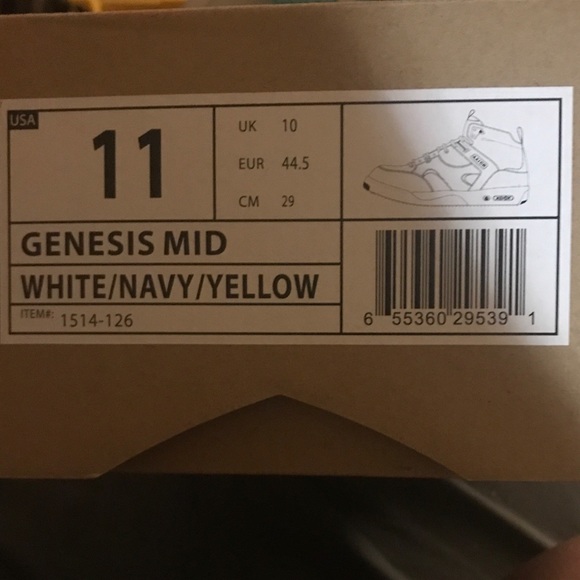 USA
11
UK 10
EUR 44.5
CM 29
GENESIS MID
WHITE/NAVY/YELLOW
ITEM#: 1514-126
6 55360 29539 1